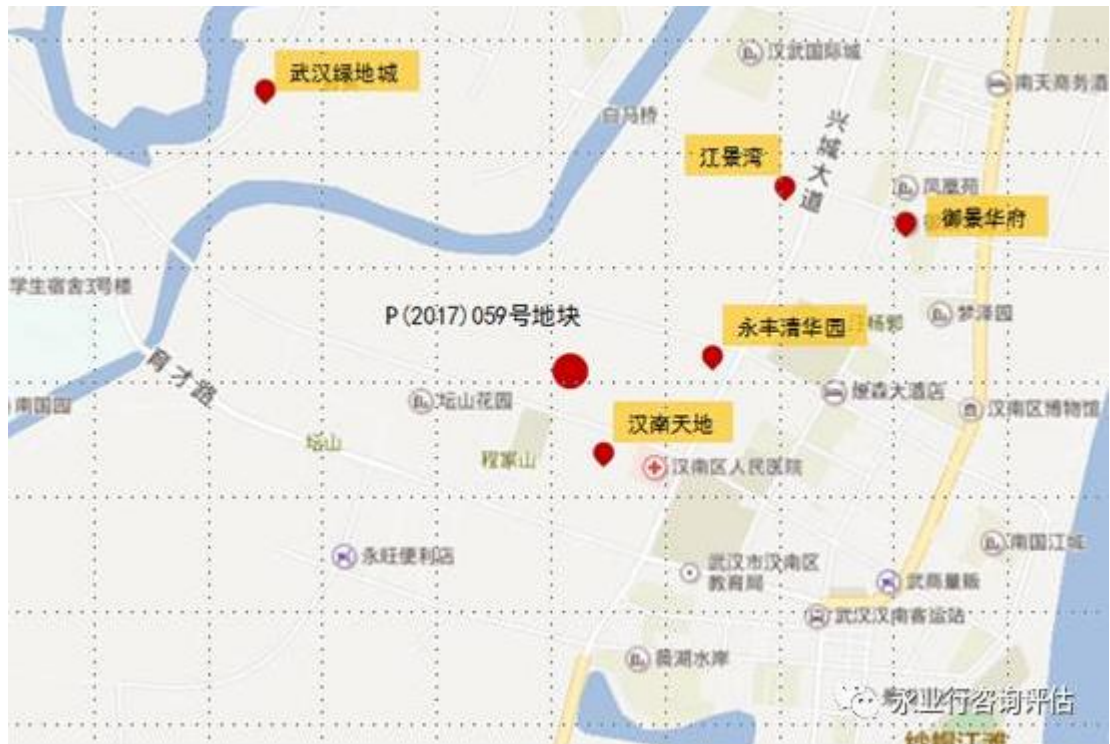 汉武国际城
武汉绿地城
南天商务酒
白马桥
兴城大道
江景湾
凤凰苑
御景华府
学生宿舍3号楼
P(2017)059号地块
梦泽园
永丰清华园
汪杨郭
育才路
南国园
坛山花园
汉南区博物馆
汉南天地
坛山
程家山
汉南区人民医院
永旺便利店
南国江城
武汉市汉南区
教育局
武商量贩
武汉汉南客运站
永业行咨询评估
纱帽江滩